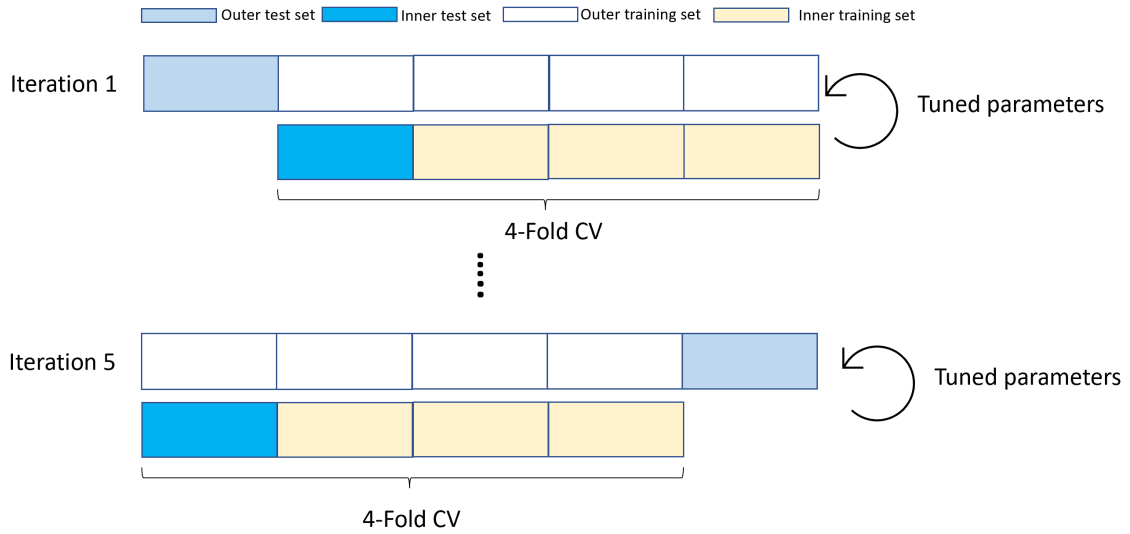 Outer test set Inner test set Outer training set Inner training set
Iteration 1
Tuned parameters
4-Fold CV
Iteration 5
Tuned parameters
4-Fold CV